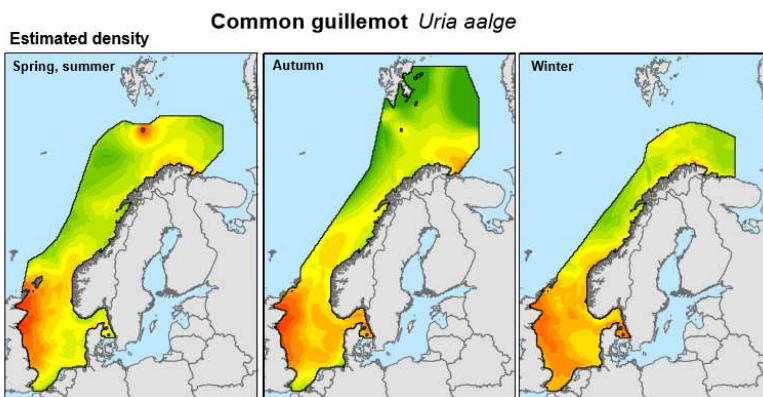 Common guillemot Uria aalge
Estimated density
Spring, summer
Autumn
Winter